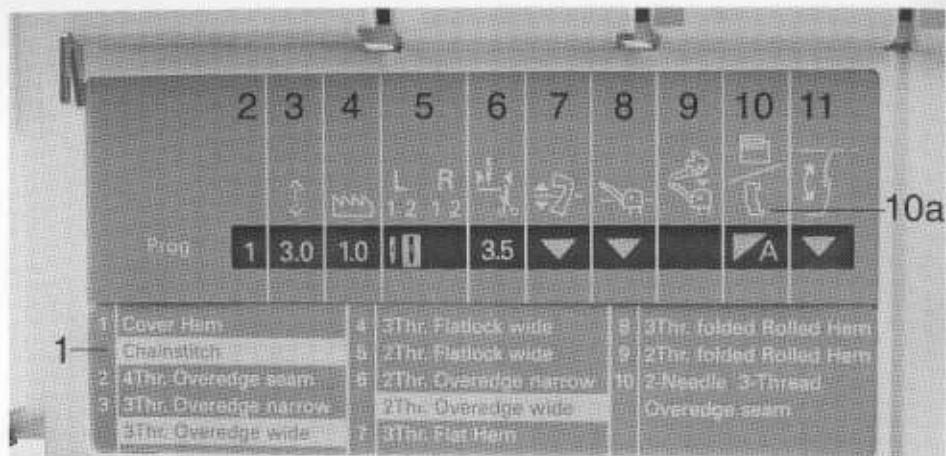 2 3 4 5 6 7 8 9 10 11
L R
1 2 1 2
10a
Prog 1 3.0 1.0 3.5 A
1
1 Cover Hem
Chainstitch
2 4Thr. Overedge seam
3 3Thr. Overedge narrow
3Thr. Overedge wide
4 3Thr. Flatlock wide
5 2Thr. Flatlock wide
6 2Thr. Overedge narrow
2Thr. Overedge wide
7 3Thr. Flat Hem
8 3Thr. folded Rolled Hem
9 2Thr. folded Rolled Hem
10 2-Needle 3-Thread
Overedge seam